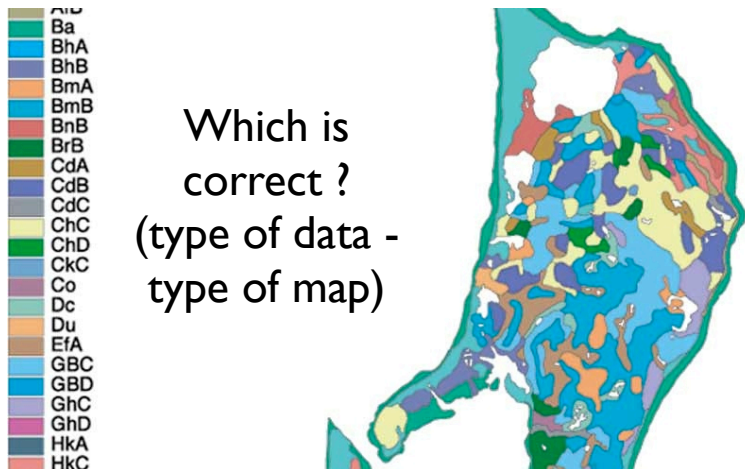 Ba
BhA
BhB
BmA
BmB
BnB
BrB
CdA
CdB
CdC
ChC
ChD
CkC
Co
Dc
Du
EfA
GBC
GBD
GhC
GhD
HkA
HkC
Which is
correct ?
(type of data -
type of map)